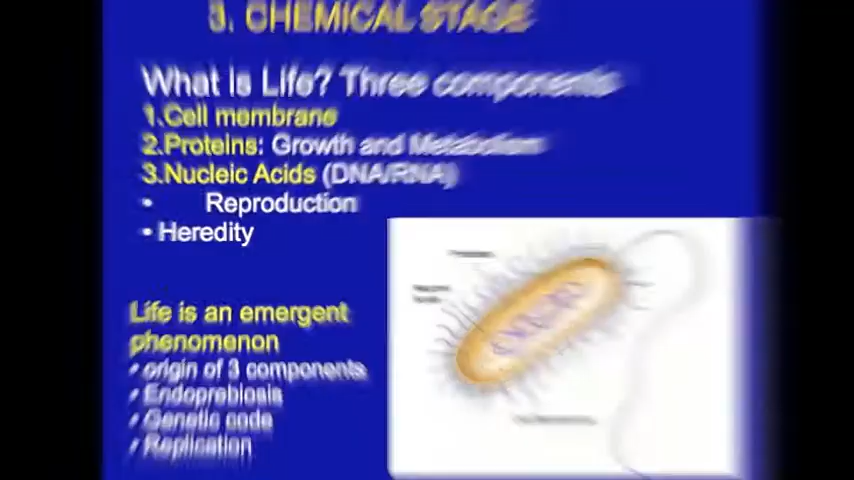 3. CHEMICAL STAGE
What is Life? Three components
1.Cell membrane
2.Proteins: Growth and Metabolism
3.Nucleic Acids (DNA/RNA)
• Reproduction
• Heredity
Life is an emergent
phenomenon
• origin of 3 components
• Endoprebiosis
• Genetic code
• Replication